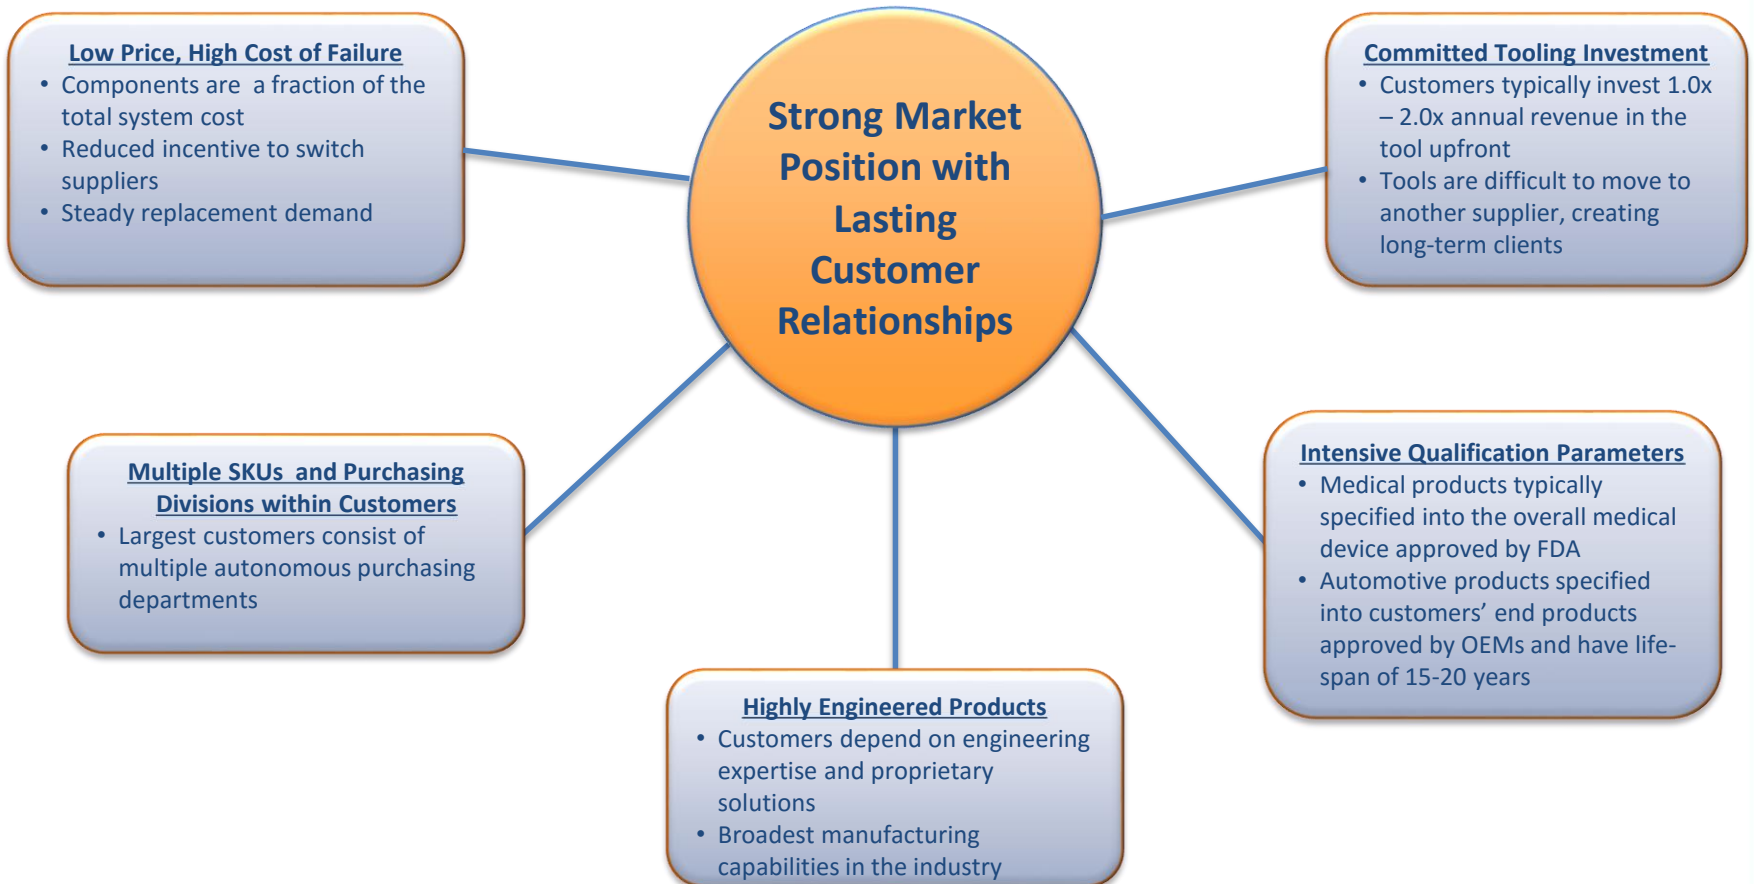 Low Price, High Cost of Failure
• Components are  a fraction of the
total system cost
• Reduced incentive to switch
suppliers
• Steady replacement demand
Strong Market
Position with
Lasting
Customer
Relationships
Committed Tooling Investment
• Customers typically invest 1.0x
– 2.0x annual revenue in the
tool upfront
• Tools are difficult to move to
another supplier, creating
long-term clients
Multiple SKUs  and Purchasing
Divisions within Customers
• Largest customers consist of
multiple autonomous purchasing
departments
Intensive Qualification Parameters
• Medical products typically
specified into the overall medical
device approved by FDA
• Automotive products specified
into customers’ end products
approved by OEMs and have life-
span of 15-20 years
Highly Engineered Products
• Customers depend on engineering
expertise and proprietary
solutions
• Broadest manufacturing
capabilities in the industry